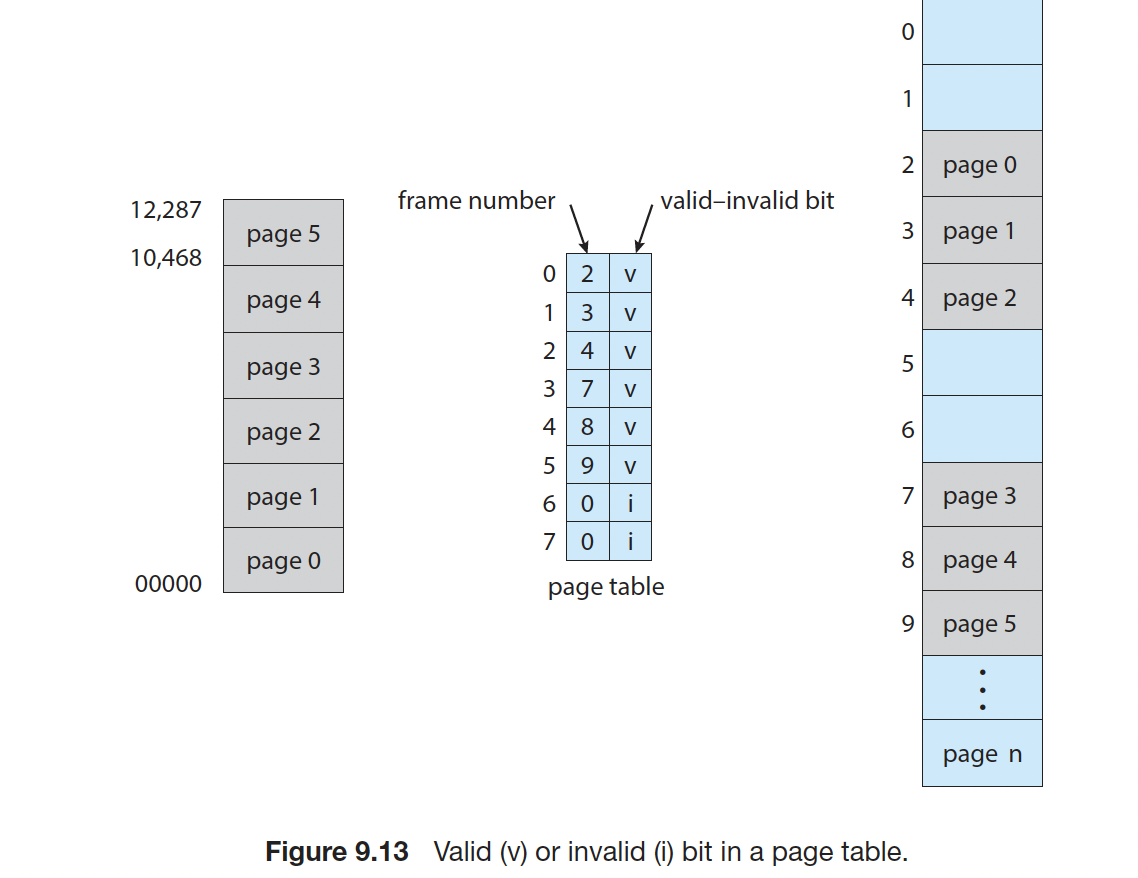 12,287
page 5
10,468
page 4
page 3
page 2
page 1
page 0
00000
frame number
valid–invalid bit
0 2 v
1 3 v
2 4 v
3 7 v
4 8 v
5 9 v
6 0 i
7 0 i
page table
0
1
2 page 0
3 page 1
4 page 2
5
6
7 page 3
8 page 4
9 page 5
page n
Figure 9.13 Valid (v) or invalid (i) bit in a page table.